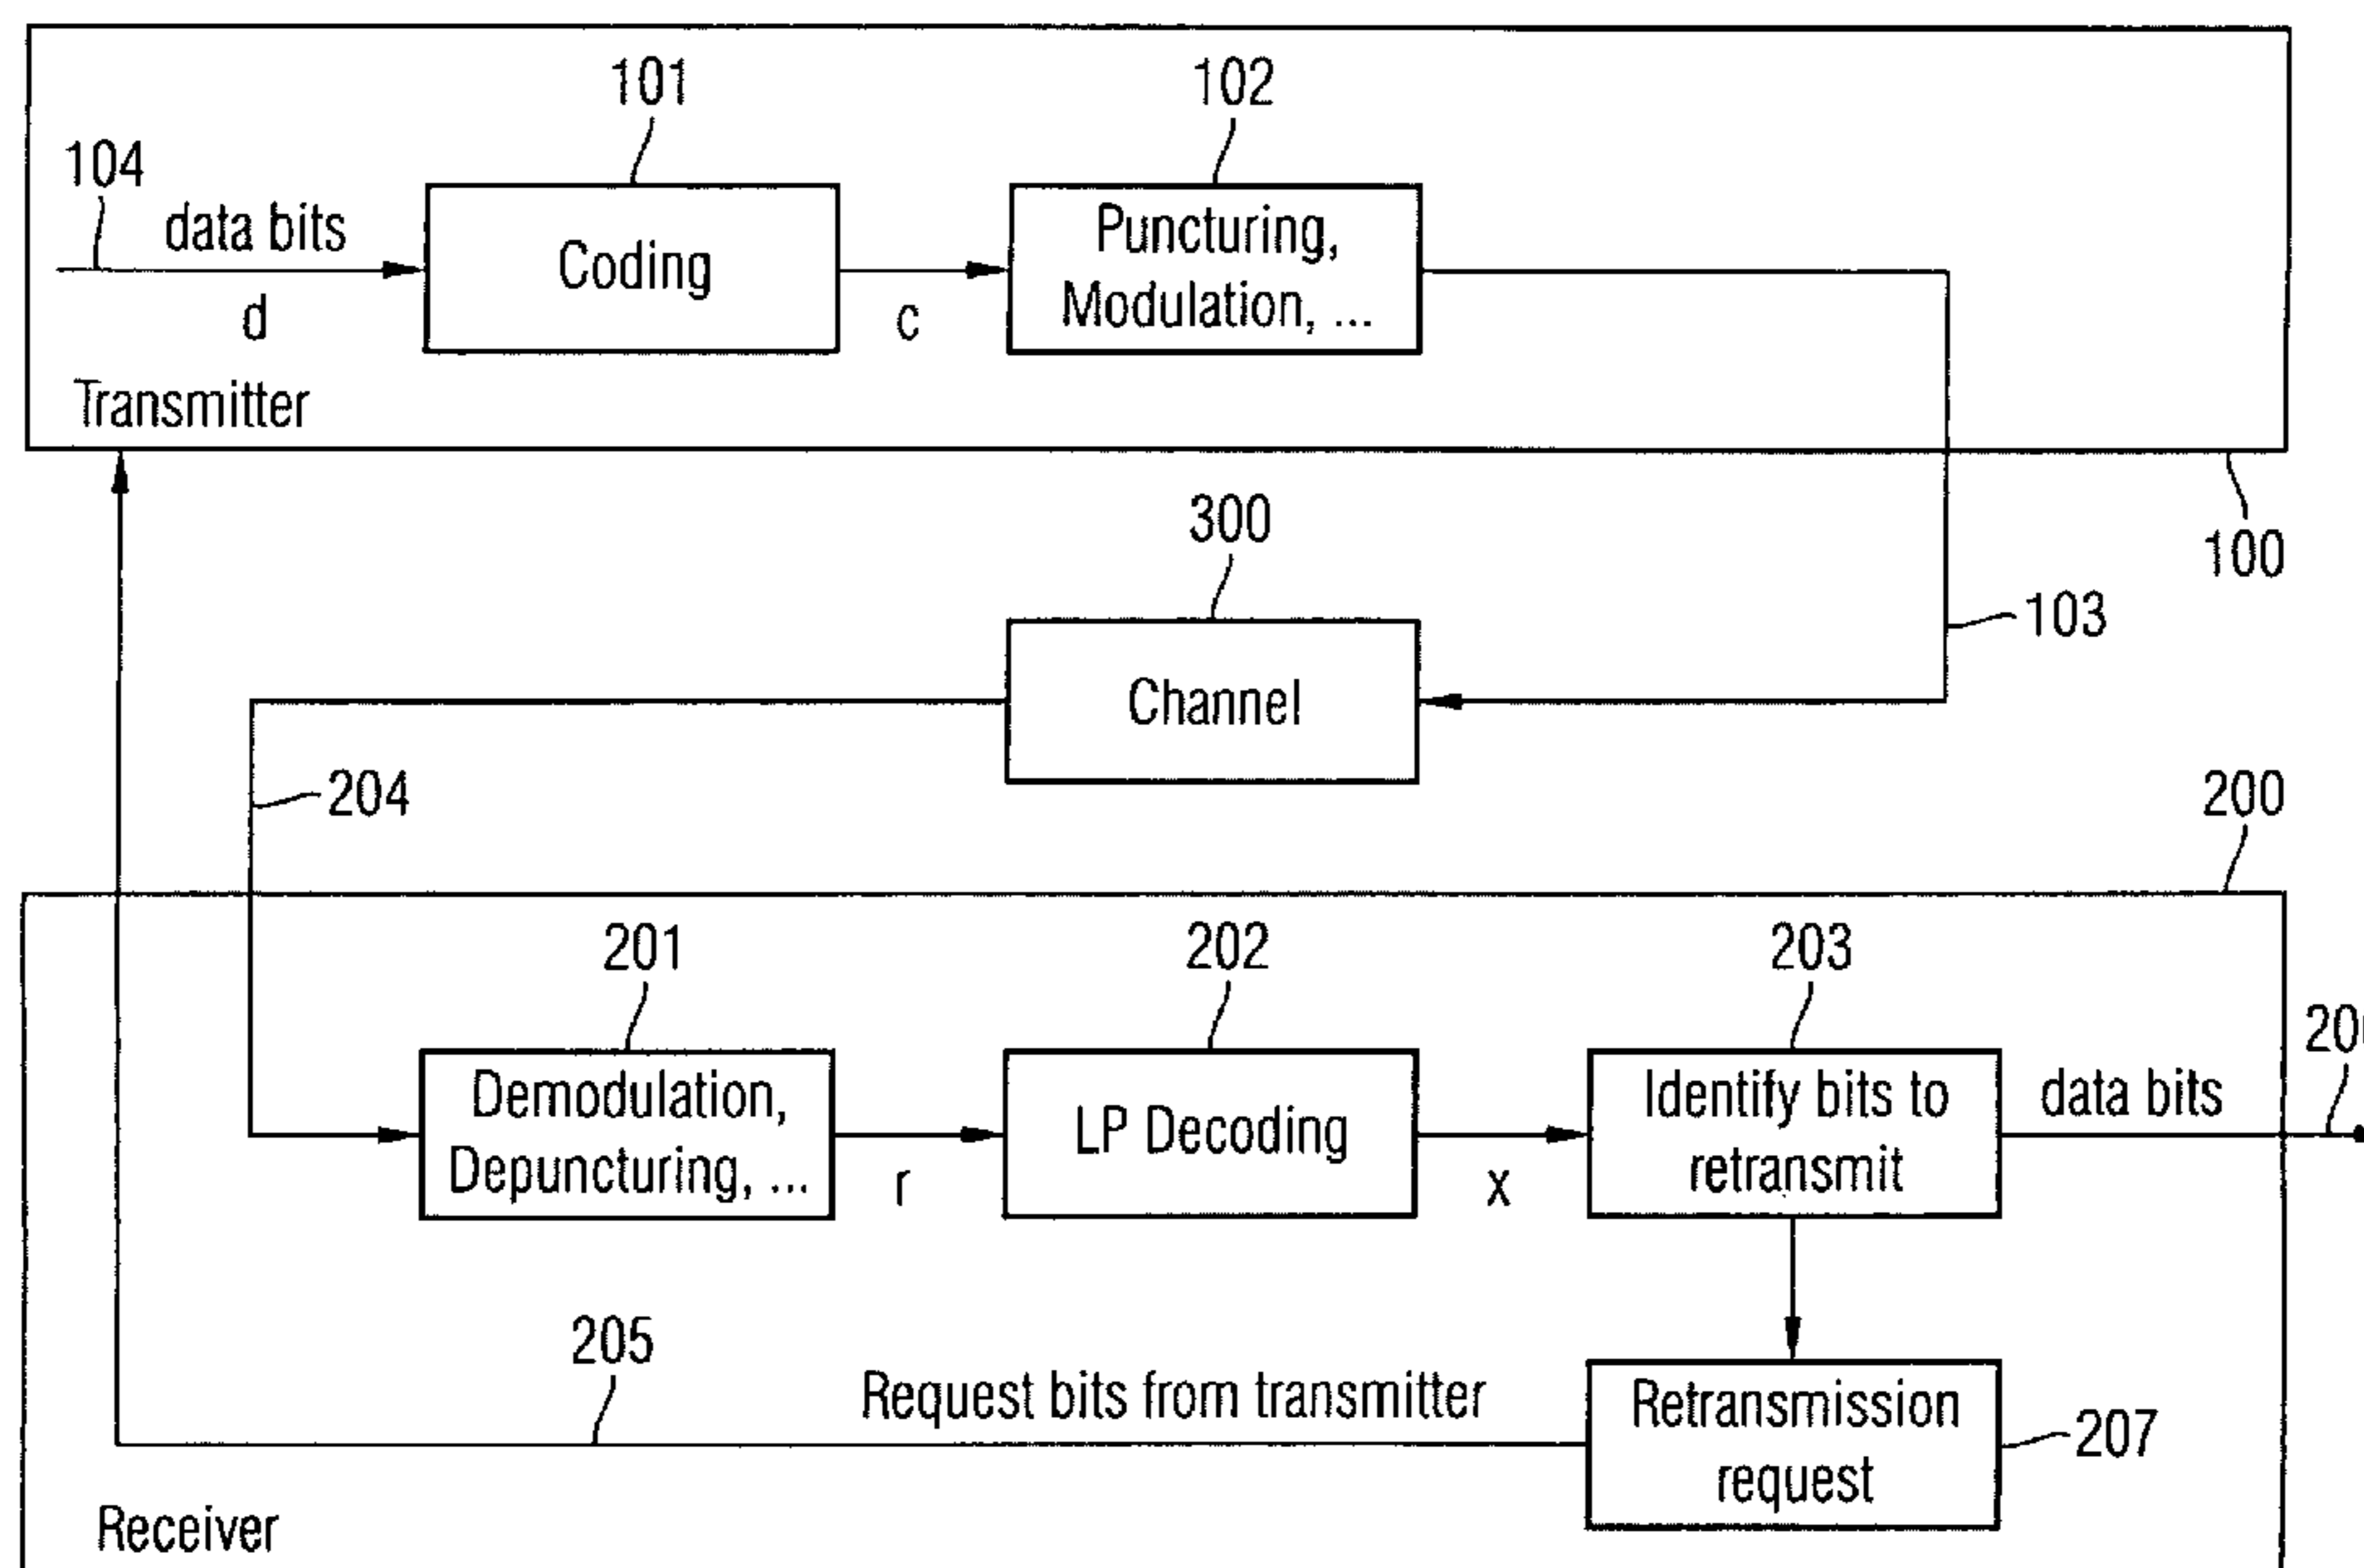 101
102
104
data bits
d
Coding
c
Puncturing,
Modulation, ...
Transmitter
100
300
103
Channel
204
200
201
202
203
Demodulation,
Depuncturing, ...
r
LP Decoding
x
Identify bits to
retransmit
data bits
205
Request bits from transmitter
Retransmission
request
207
Receiver